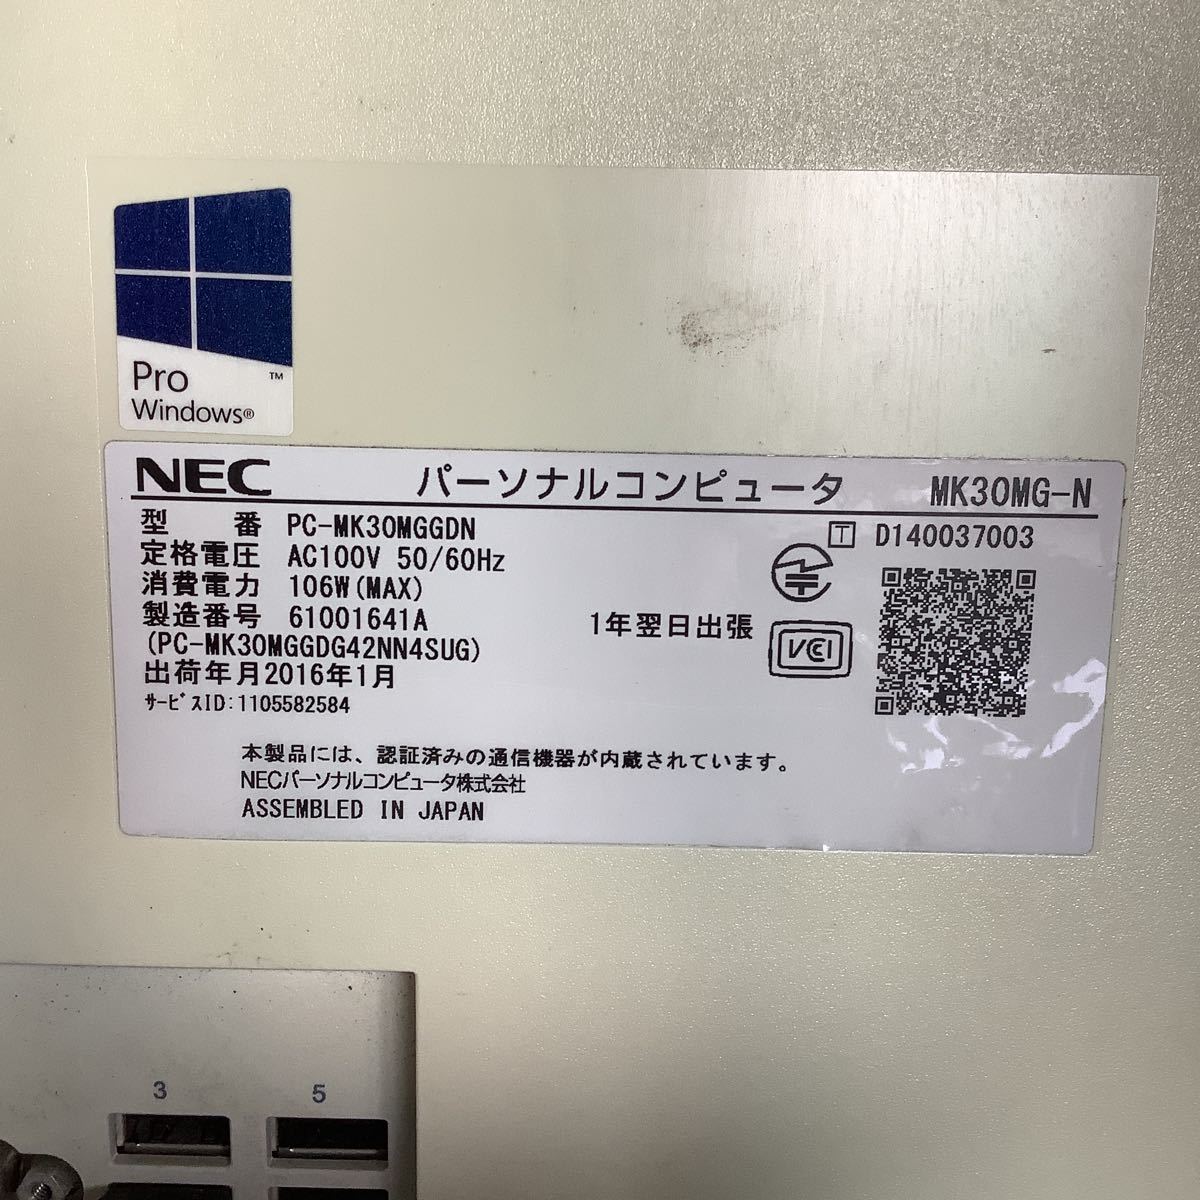 Pro ™
Windows®
NEC パーソナルコンピュータ MK30MG-N
型 番 PC-MK30MGGDN
T D140037003
定格電圧 AC100V 50/60Hz
消費電力 106W(MAX)
製造番号 61001641A
1年翌日出張
VCCI
(PC-MK30MGGDG42NN4SUG)
出荷年月2016年1月
ｻｰﾋﾞｽID:1105582584
本製品には、認証済みの通信機器が内蔵されています。
NECパーソナルコンピュータ株式会社
ASSEMBLED IN JAPAN
3 5